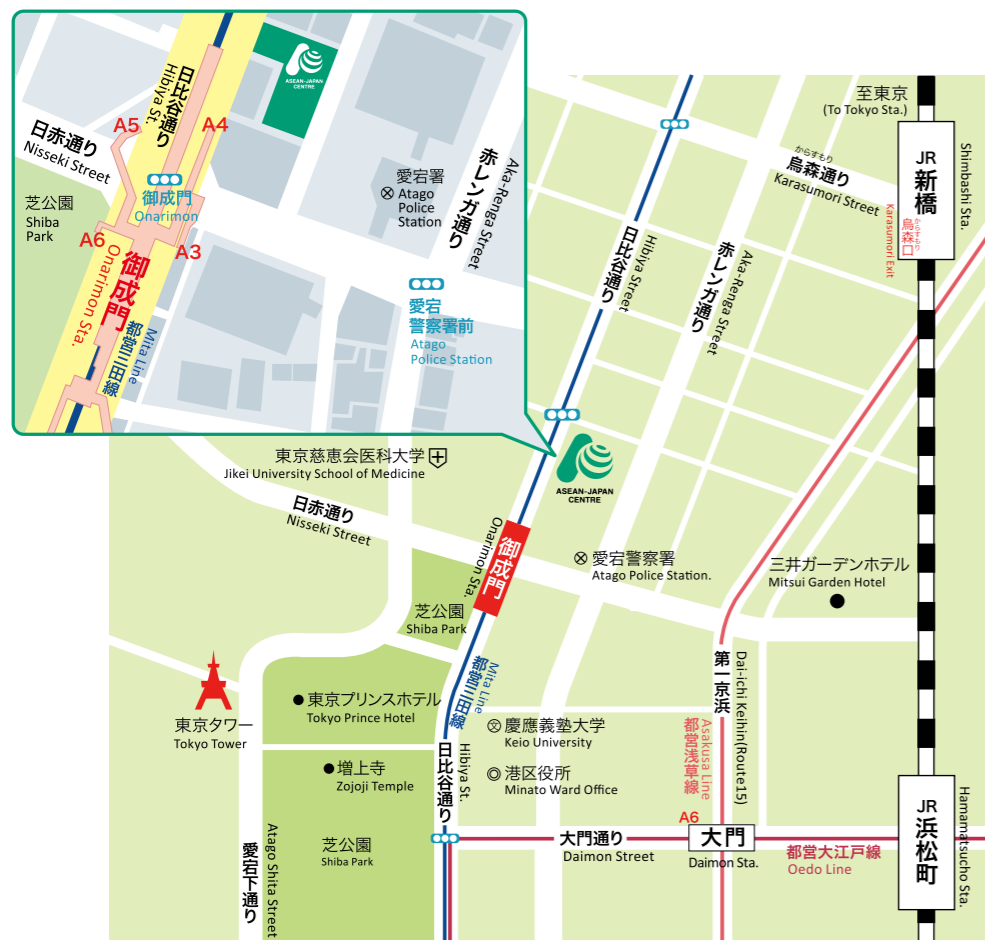 ASEAN-JAPAN
CENTRE
日比谷通り
Hibiya St.
A5
A4
日赤通り
Nisseki Street
御成門
Onarimon
芝公園
Shiba
Park
A6
A3
御成門
Onarimon Sta.
都営三田線
Mita Line
愛宕署
Atago
Police
Station
赤レンガ通り
Aka-Renga Street
愛宕
警察署前
Atago
Police Station
至東京
(To Tokyo Sta.)
からすもり
烏森通り
Karasumori Street
JR
新橋
Shimbashi Sta.
からすもり
烏森口
Karasumori Exit
日比谷通り
Hibiya Street
赤レンガ通り
Aka-Renga Street
東京慈恵会医科大学
Jikei University School of Medicine
ASEAN-JAPAN
CENTRE
日赤通り
Nisseki Street
御成門
Onarimon Sta.
愛宕警察署
Atago Police Station.
三井ガーデンホテル
Mitsui Garden Hotel
芝公園
Shiba Park
東京タワー
Tokyo Tower
東京プリンスホテル
Tokyo Prince Hotel
都営三田線
Mita Line
文
慶應義塾大学
Keio University
第一京浜
Dai-ichi Keihin(Route15)
都営浅草線
Asakusa Line
増上寺
Zojoji Temple
日比谷通り
Hibiya St.
港区役所
Minato Ward Office
A6
愛宕下通り
Atago Shita Street
芝公園
Shiba Park
大門通り
Daimon Street
大門
Daimon Sta.
都営大江戸線
Oedo Line
JR
浜松町
Hamamatsucho Sta.